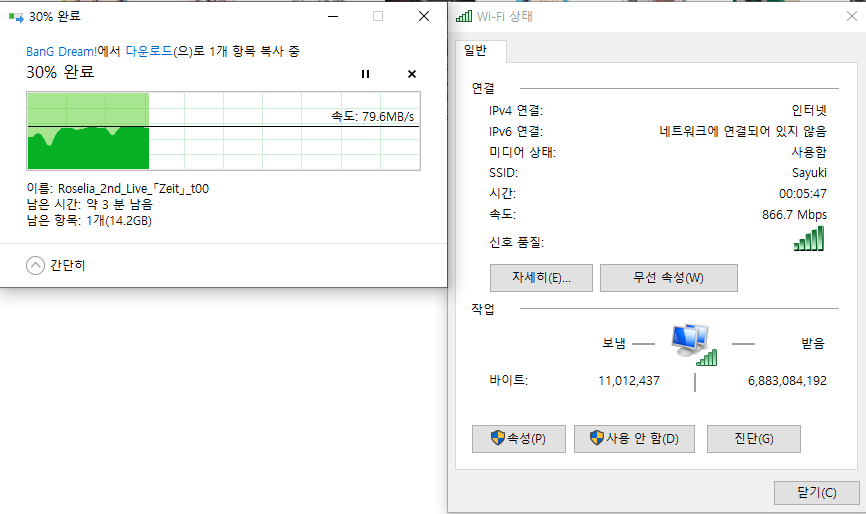 30% 완료
BanG Dream!에서 다운로드(으)로 1개 항목 복사 중
30% 완료
속도: 79.6MB/s
이름: Roselia_2nd_Live_「Zeit」_t00
남은 시간: 약 3 분 남음
남은 항목: 1개(14.2GB)
간단히
Wi-Fi 상태
일반
연결
IPv4 연결: 인터넷
IPv6 연결: 네트워크에 연결되어 있지 않음
미디어 상태: 사용함
SSID: Sayuki
시간: 00:05:47
속도: 866.7 Mbps
신호 품질:
자세히(E)... 무선 속성(W)
작업
보냄 받음
바이트: 11,012,437 6,883,084,192
속성(P) 사용 안 함(D) 진단(G)
닫기(C)